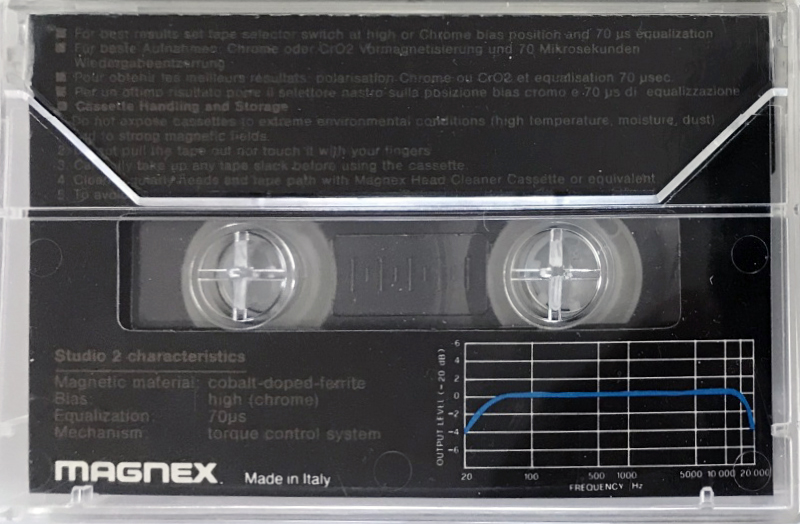 For best results set tape selector switch at high or Chrome bias position and 70 µs equalization
Für beste Aufnahmes: Chrome oder CrO2 Vormagnetisierung und 70 Mikrosekunden
Wiedergabeentzerrung
Pour obtenir les meilleurs résultats: polarisation Chrome ou CrO2 et equalisation 70 µsec.
Per un ottimo risultato porre il selettore nastro sulla posizione bias cromo e 70 µs di equalizzazione
Cassette Handling and Storage
Do not expose cassettes to extreme environmental conditions (high temperature, moisture, dust)
to strong magnetic fields.
2. pull the tape out nor touch it with your fingers
3. Carefully take up any tape slack before using the cassette.
4. heads and tape path with Magnex Head Cleaner Cassette or equivalent
5. To
Studio 2 characteristics
Magnetic material: cobalt-doped-ferrite
Bias: high (chrome)
Equalization: 70µs
Mechanism: torque control system
MAGNEX
Made in Italy
OUTPUT LEVEL (-20 dB)
6
4
2
0
-2
-4
-6
20 100 500 1000 5000 10 000 20 000
FREQUENCY Hz